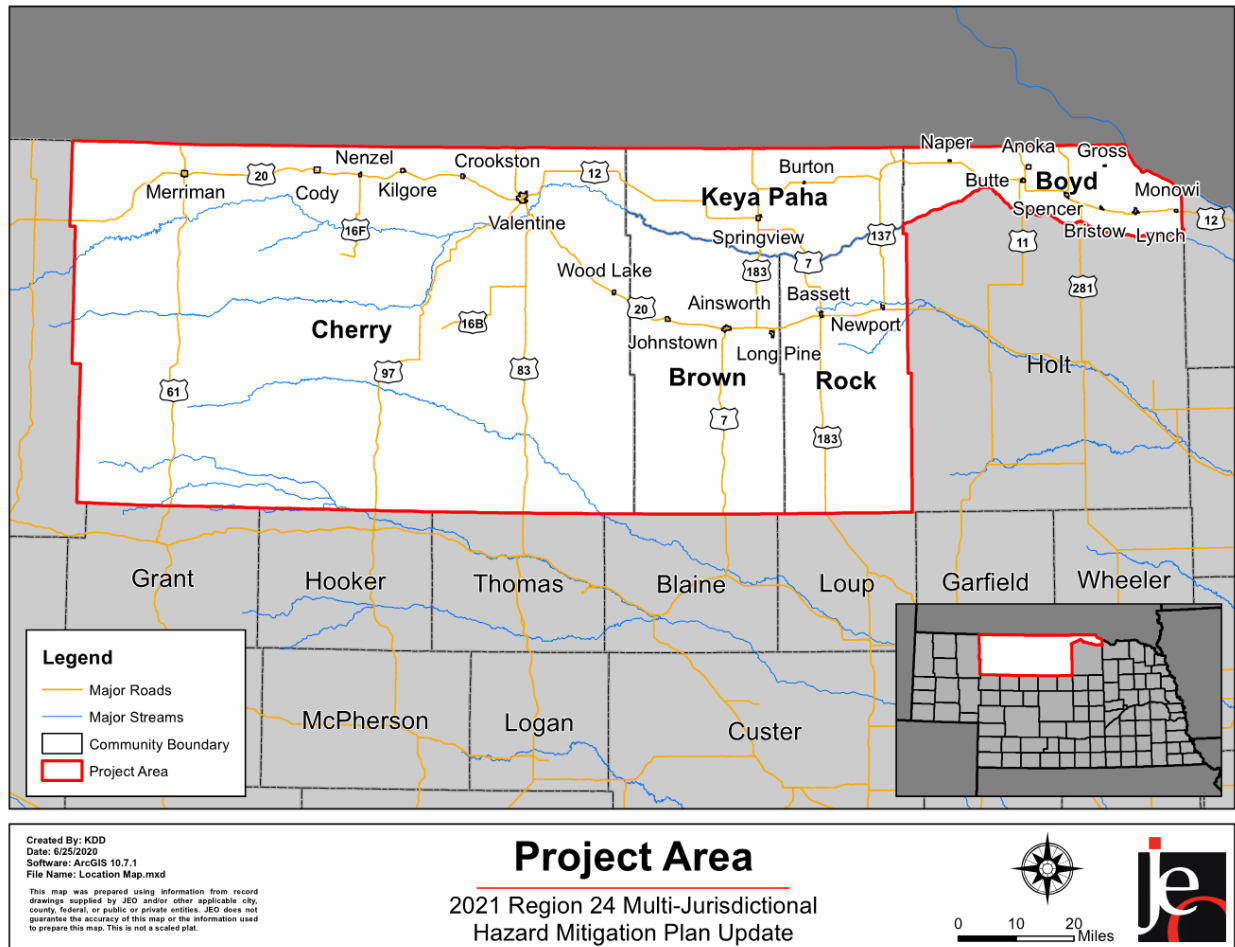 Naper
Anoka
Gross
Nenzel
Crookston
Burton
20
12
Merriman
Cody
Kilgore
Keya Paha
Butte
Boyd
Monowi
Valentine
Spencer
12
16F
Springview
137
Bristow
Lynch
11
7
183
Wood Lake
Ainsworth
Bassett
281
20
16B
Cherry
Johnstown
Newport
Long Pine
Holt
97
83
Brown
Rock
61
7
183
Grant
Hooker
Thomas
Blaine
Loup
Garfield
Wheeler
McPherson
Logan
Custer
Legend
Major Roads
Major Streams
Community Boundary
Project Area
Created By: KDD
Date: 6/25/2020
Software: ArcGIS 10.7.1
File Name: Location Map.mxd
This map was prepared using information from record
drawings supplied by JEO and/or other applicable city,
county, federal, or public or private entities. JEO does not
guarantee the accuracy of this map or the information used
to prepare this map. This is not a scaled plat.
Project Area
2021 Region 24 Multi-Jurisdictional
Hazard Mitigation Plan Update
0 10 20
Miles
jeo